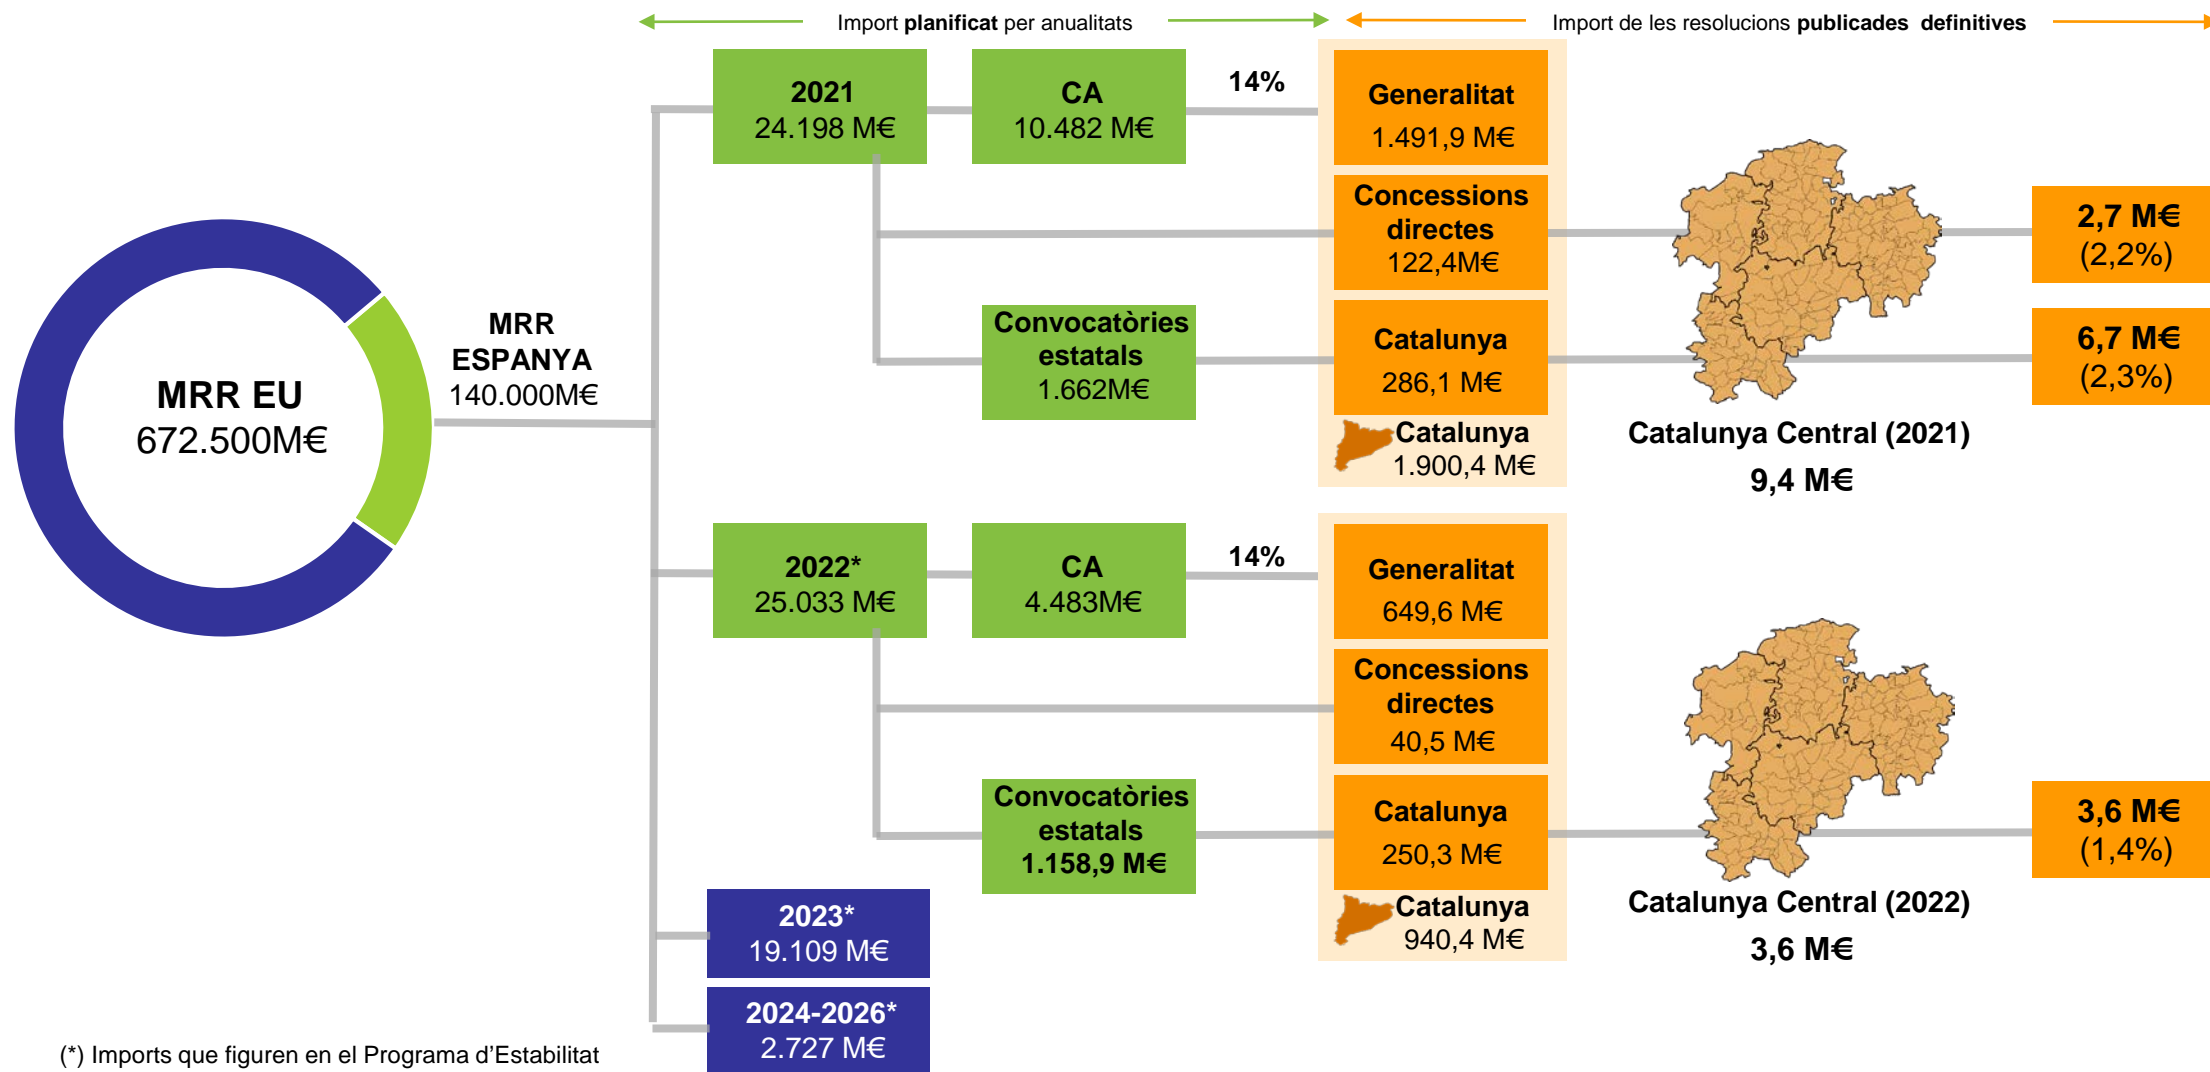 Import planificat per anualitats
Import de les resolucions publicades definitives
MRR EU
672.500M€
MRR
ESPANYA
140.000M€
2021
24.198 M€
CA
10.482 M€
14%
Generalitat
1.491,9 M€
Concessions
directes
122,4M€
2,7 M€
(2,2%)
Convocatòries
estatals
1.662M€
Catalunya
286,1 M€
6,7 M€
(2,3%)
Catalunya
1.900,4 M€
Catalunya Central (2021)
9,4 M€
2022*
25.033 M€
CA
4.483M€
14%
Generalitat
649,6 M€
Concessions
directes
40,5 M€
Convocatòries
estatals
1.158,9 M€
Catalunya
250,3 M€
3,6 M€
(1,4%)
Catalunya
940,4 M€
Catalunya Central (2022)
3,6 M€
2023*
19.109 M€
2024-2026*
2.727 M€
(*) Imports que figuren en el Programa d’Estabilitat